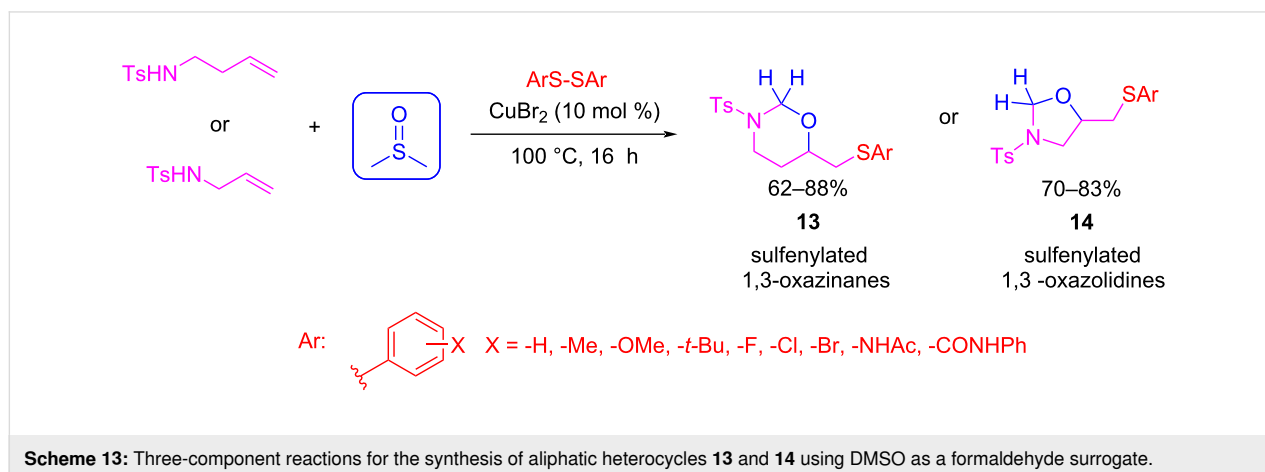 TsHN
or
TsHN
+
O
S
ArS-SAr
CuBr₂ (10 mol %)
100 °C, 16 h
H H
Ts
N
O
SAr
62–88%
13
sulfenylated
1,3-oxazinanes
or
H
H
O
SAr
N
Ts
70–83%
14
sulfenylated
1,3 -oxazolidines
Ar:
X X = -H, -Me, -OMe, -t-Bu, -F, -Cl, -Br, -NHAc, -CONHPh
Scheme 13: Three-component reactions for the synthesis of aliphatic heterocycles 13 and 14 using DMSO as a formaldehyde surrogate.